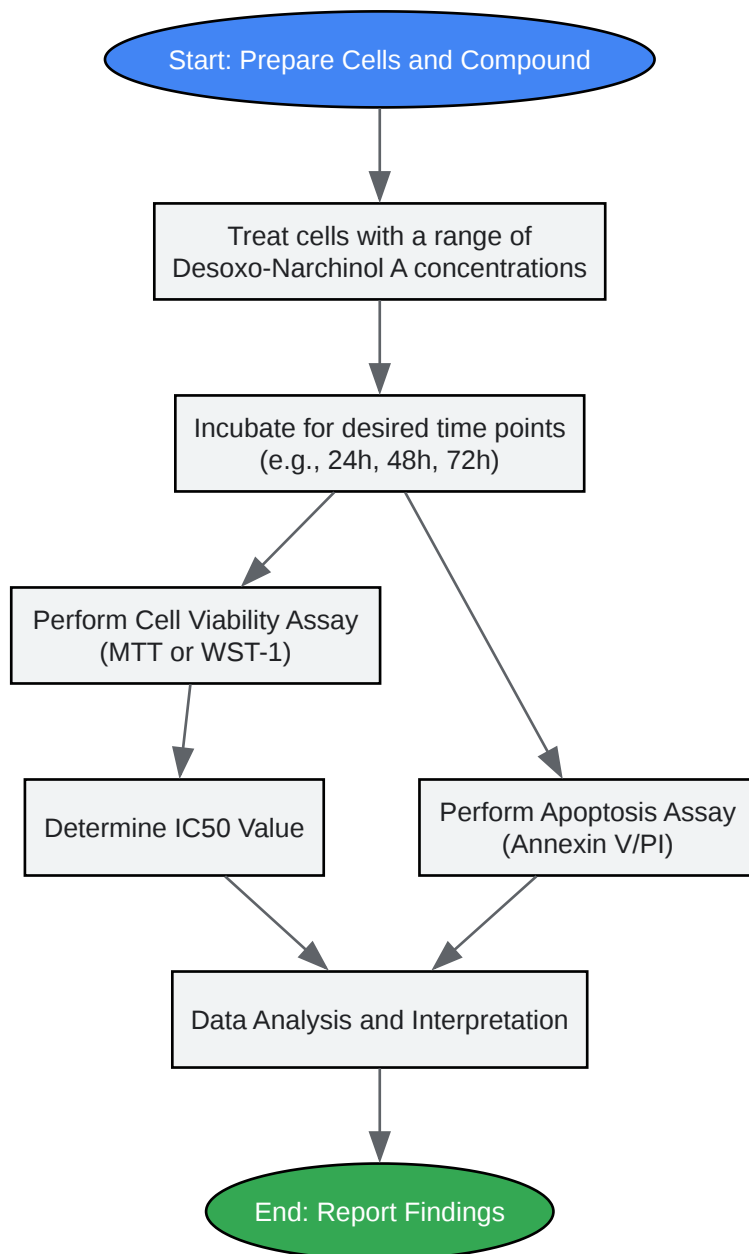 Start: Prepare Cells and Compound
Treat cells with a range of
Desoxo-Narchinol A concentrations
Incubate for desired time points
(e.g., 24h, 48h, 72h)
Perform Cell Viability Assay
(MTT or WST-1)
Determine IC50 Value
Perform Apoptosis Assay
(Annexin V/PI)
Data Analysis and Interpretation
End: Report Findings